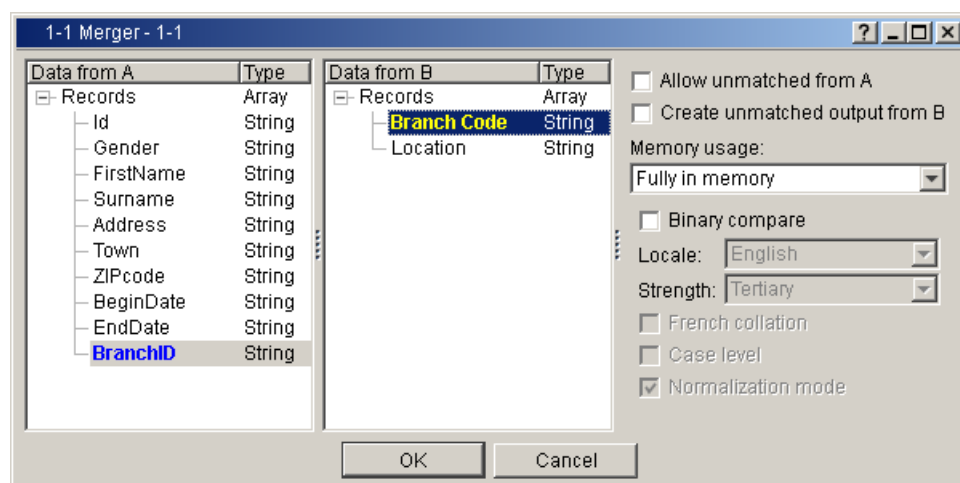 1-1 Merger - 1-1
Data from A Type
Records Array
Id String
Gender String
FirstName String
Surname String
Address String
Town String
ZIPcode String
BeginDate String
EndDate String
BranchID String
Data from B Type
Records Array
Branch Code String
Location String
Allow unmatched from A
Create unmatched output from B
Memory usage:
Fully in memory
Binary compare
Locale: English
Strength: Tertiary
French collation
Case level
Normalization mode
OK Cancel